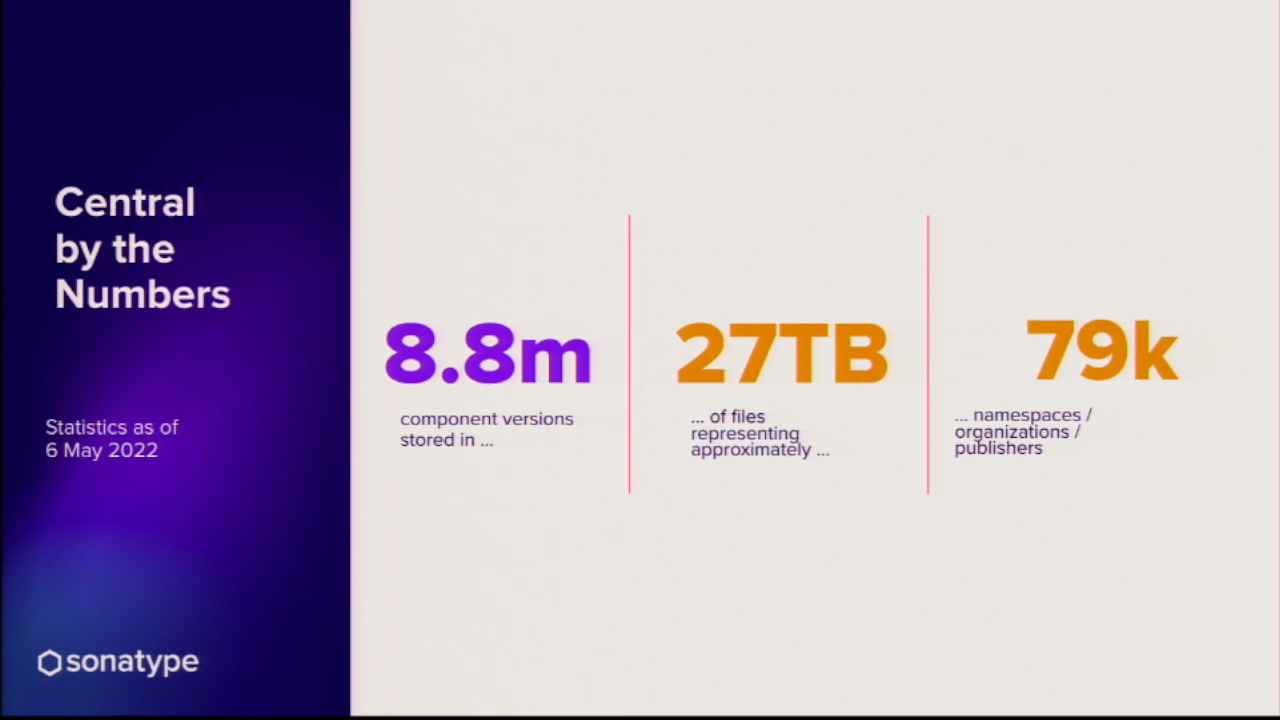 Central
by the
Numbers
Statistics as of
6 May 2022
sonatype
8.8m
component versions
stored in ...
27TB
... of files
representing
approximately ...
79k
... namespaces /
organizations /
publishers